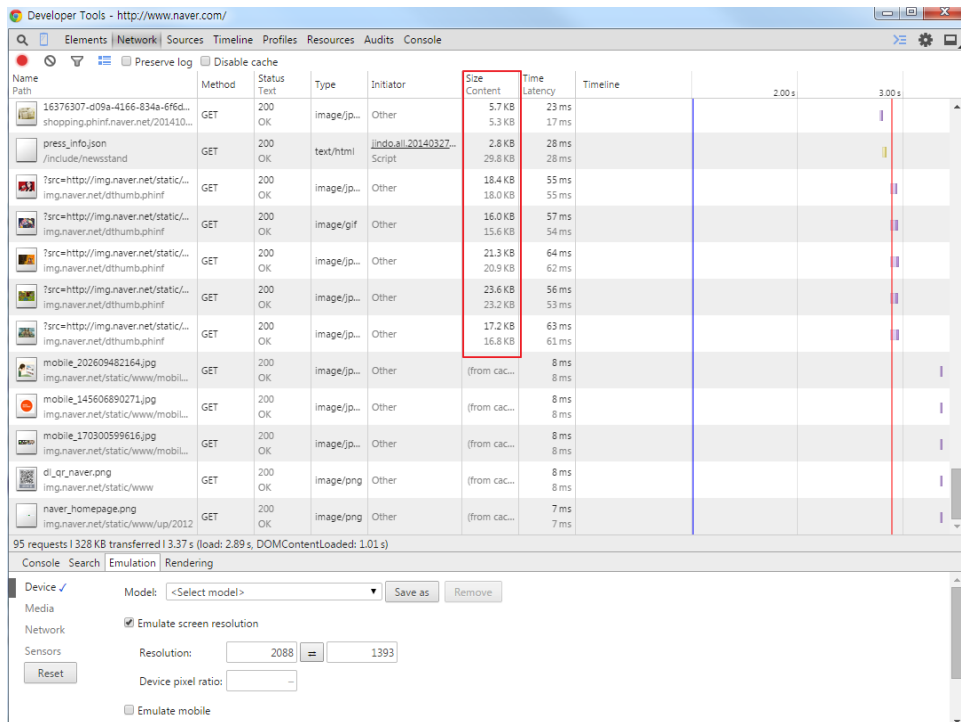 Developer Tools - http://www.naver.com/
Elements Network Sources Timeline Profiles Resources Audits Console
Preserve log Disable cache
Name Path Method Status Text Type Initiator Size Content Time Latency Timeline 2.00 s 3.00 s
16376307-d09a-4166-834a-6f6d... GET 200 image/jp... Other 5.7 KB 23 ms
shopping.phinf.naver.net/201410... OK 5.3 KB 17 ms
press_info.json GET 200 text/html jindo.all.20140327... 2.8 KB 28 ms
/include/newsstand OK Script 29.8 KB 28 ms
?src=http://img.naver.net/static/... GET 200 image/jp... Other 18.4 KB 55 ms
img.naver.net/dthumb.phinf OK 18.0 KB 55 ms
?src=http://img.naver.net/static/... GET 200 image/gif Other 16.0 KB 57 ms
img.naver.net/dthumb.phinf OK 15.6 KB 54 ms
?src=http://img.naver.net/static/... GET 200 image/jp... Other 21.3 KB 64 ms
img.naver.net/dthumb.phinf OK 20.9 KB 62 ms
?src=http://img.naver.net/static/... GET 200 image/jp... Other 23.6 KB 56 ms
img.naver.net/dthumb.phinf OK 23.2 KB 53 ms
?src=http://img.naver.net/static/... GET 200 image/jp... Other 17.2 KB 63 ms
img.naver.net/dthumb.phinf OK 16.8 KB 61 ms
mobile_202609482164.jpg GET 200 image/jp... Other (from cac... 8 ms
img.naver.net/static/www/mobil... OK 8 ms
mobile_145606890271.jpg GET 200 image/jp... Other (from cac... 8 ms
img.naver.net/static/www/mobil... OK 8 ms
mobile_170300599616.jpg GET 200 image/jp... Other (from cac... 8 ms
img.naver.net/static/www/mobil... OK 8 ms
dl_qr_naver.png GET 200 image/png Other (from cac... 8 ms
img.naver.net/static/www OK 8 ms
naver_homepage.png GET 200 image/png Other (from cac... 7 ms
img.naver.net/static/www/up/2012 OK 7 ms
95 requests | 328 KB transferred | 3.37 s (load: 2.89 s, DOMContentLoaded: 1.01 s)
Console Search Emulation Rendering
Device ✓
Media
Network
Sensors
Reset
Model: <Select model> Save as Remove
Emulate screen resolution
Resolution: 2088 1393
Device pixel ratio: –
Emulate mobile